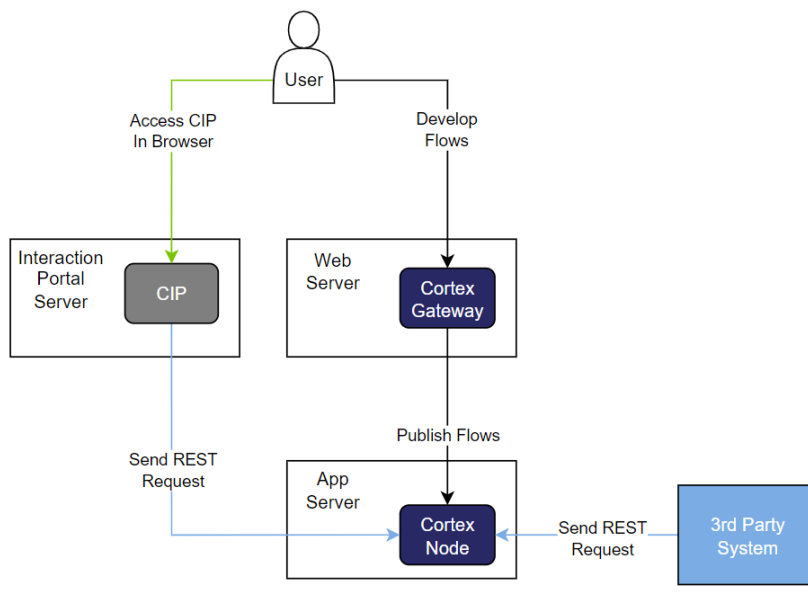 User
Access CIP
In Browser
Develop
Flows
Interaction
Portal
Server
CIP
Web
Server
Cortex
Gateway
Publish Flows
Send REST
Request
App
Server
Cortex
Node
Send REST
Request
3rd Party
System